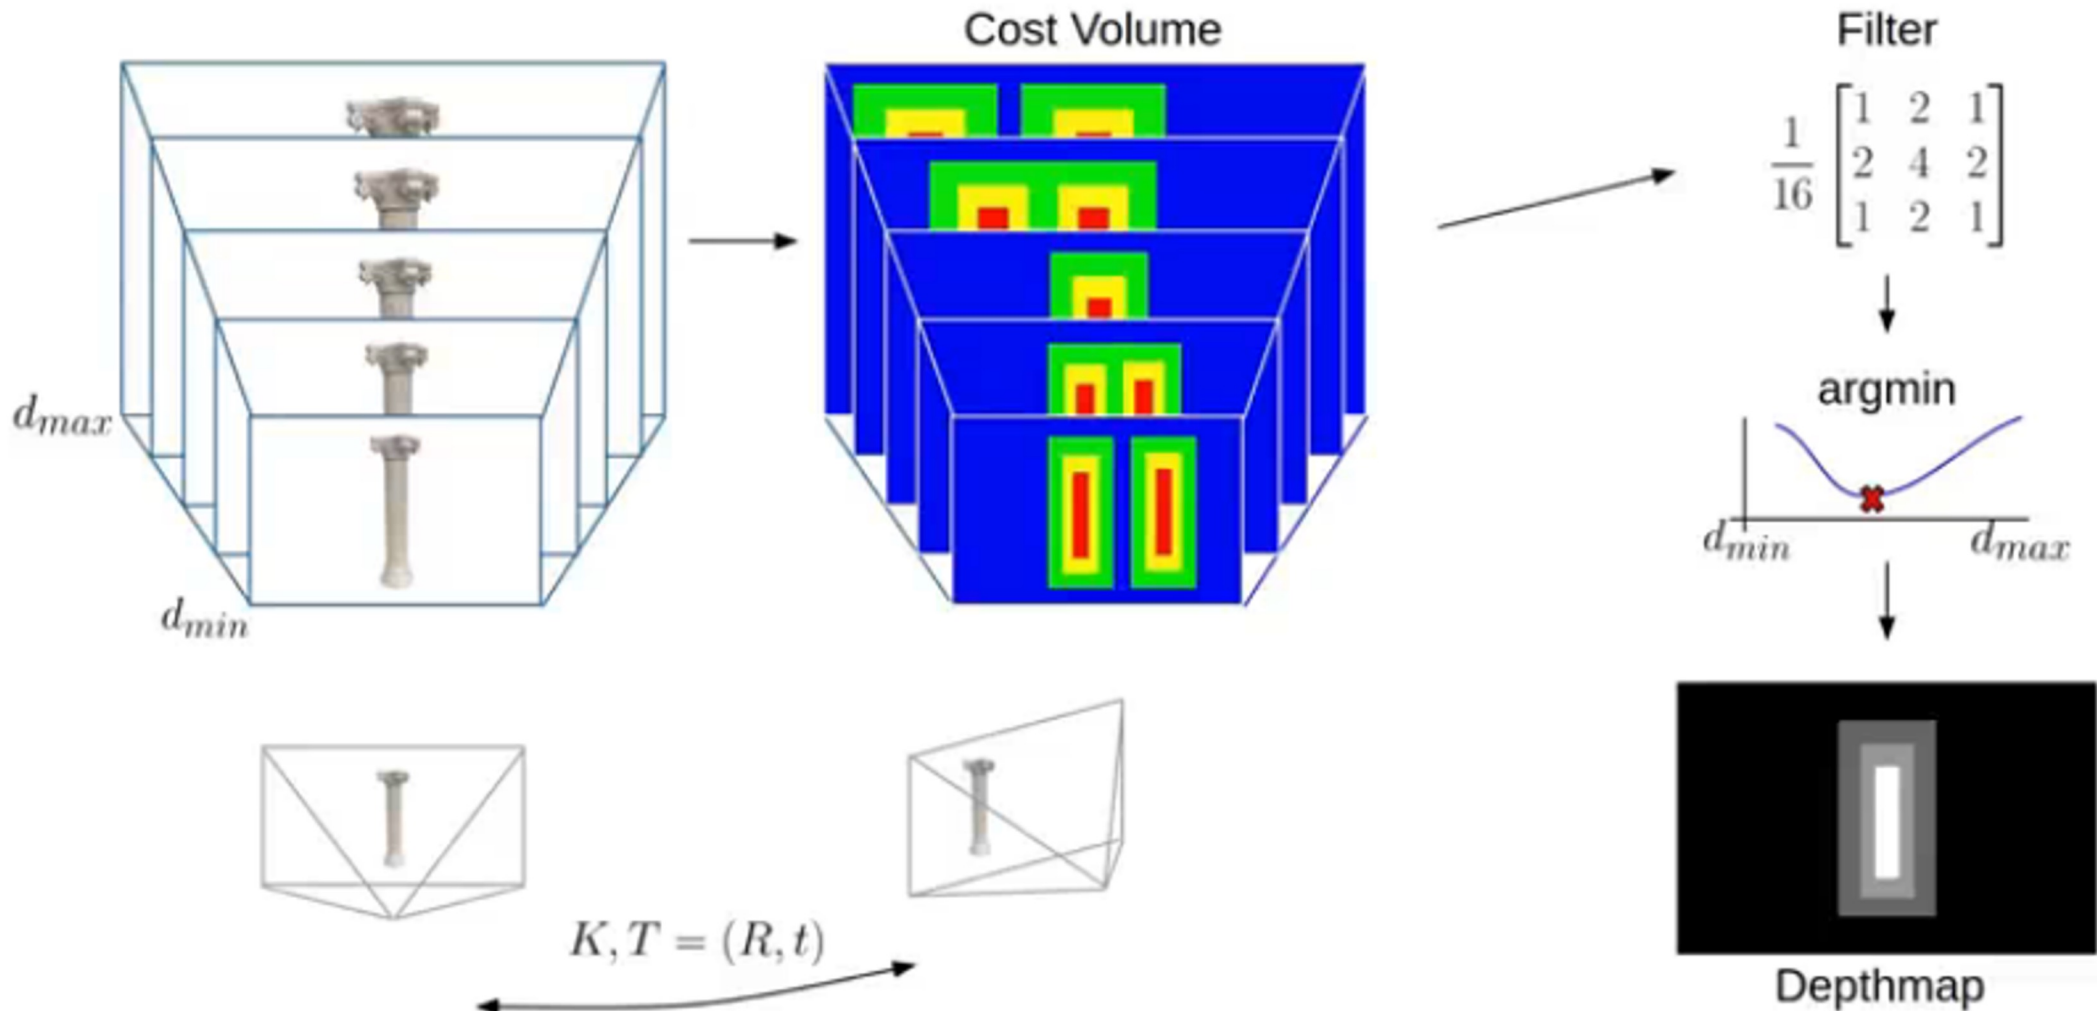 Cost Volume
Filter
1/16 [1 2 1
2 4 2
1 2 1]
d_max
d_min
argmin
d_min d_max
K, T = (R, t)
Depthmap